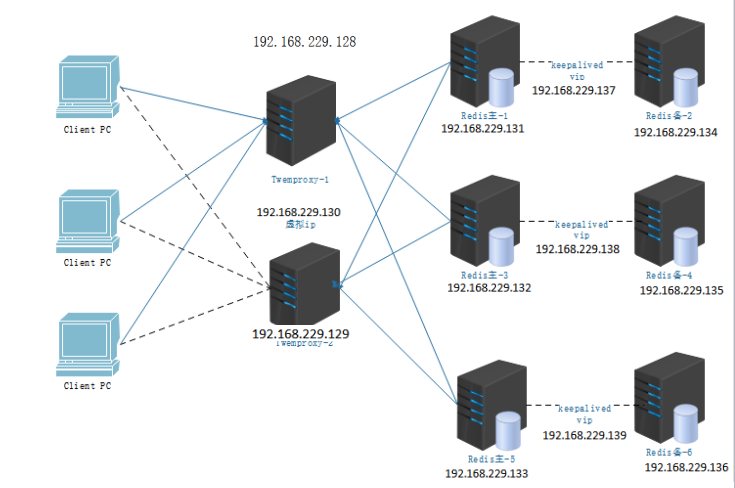 192.168.229.128
Client PC
Twemproxy-1
192.168.229.130
虚拟ip
Client PC
192.168.229.129
Twemproxy-2
Client PC
Redis主-1
192.168.229.131
keepalived
vip
192.168.229.137
Redis备-2
192.168.229.134
Redis主-3
192.168.229.132
keepalived
vip
192.168.229.138
Redis备-4
192.168.229.135
Redis主-5
192.168.229.133
keepalived
vip
192.168.229.139
Redis备-6
192.168.229.136